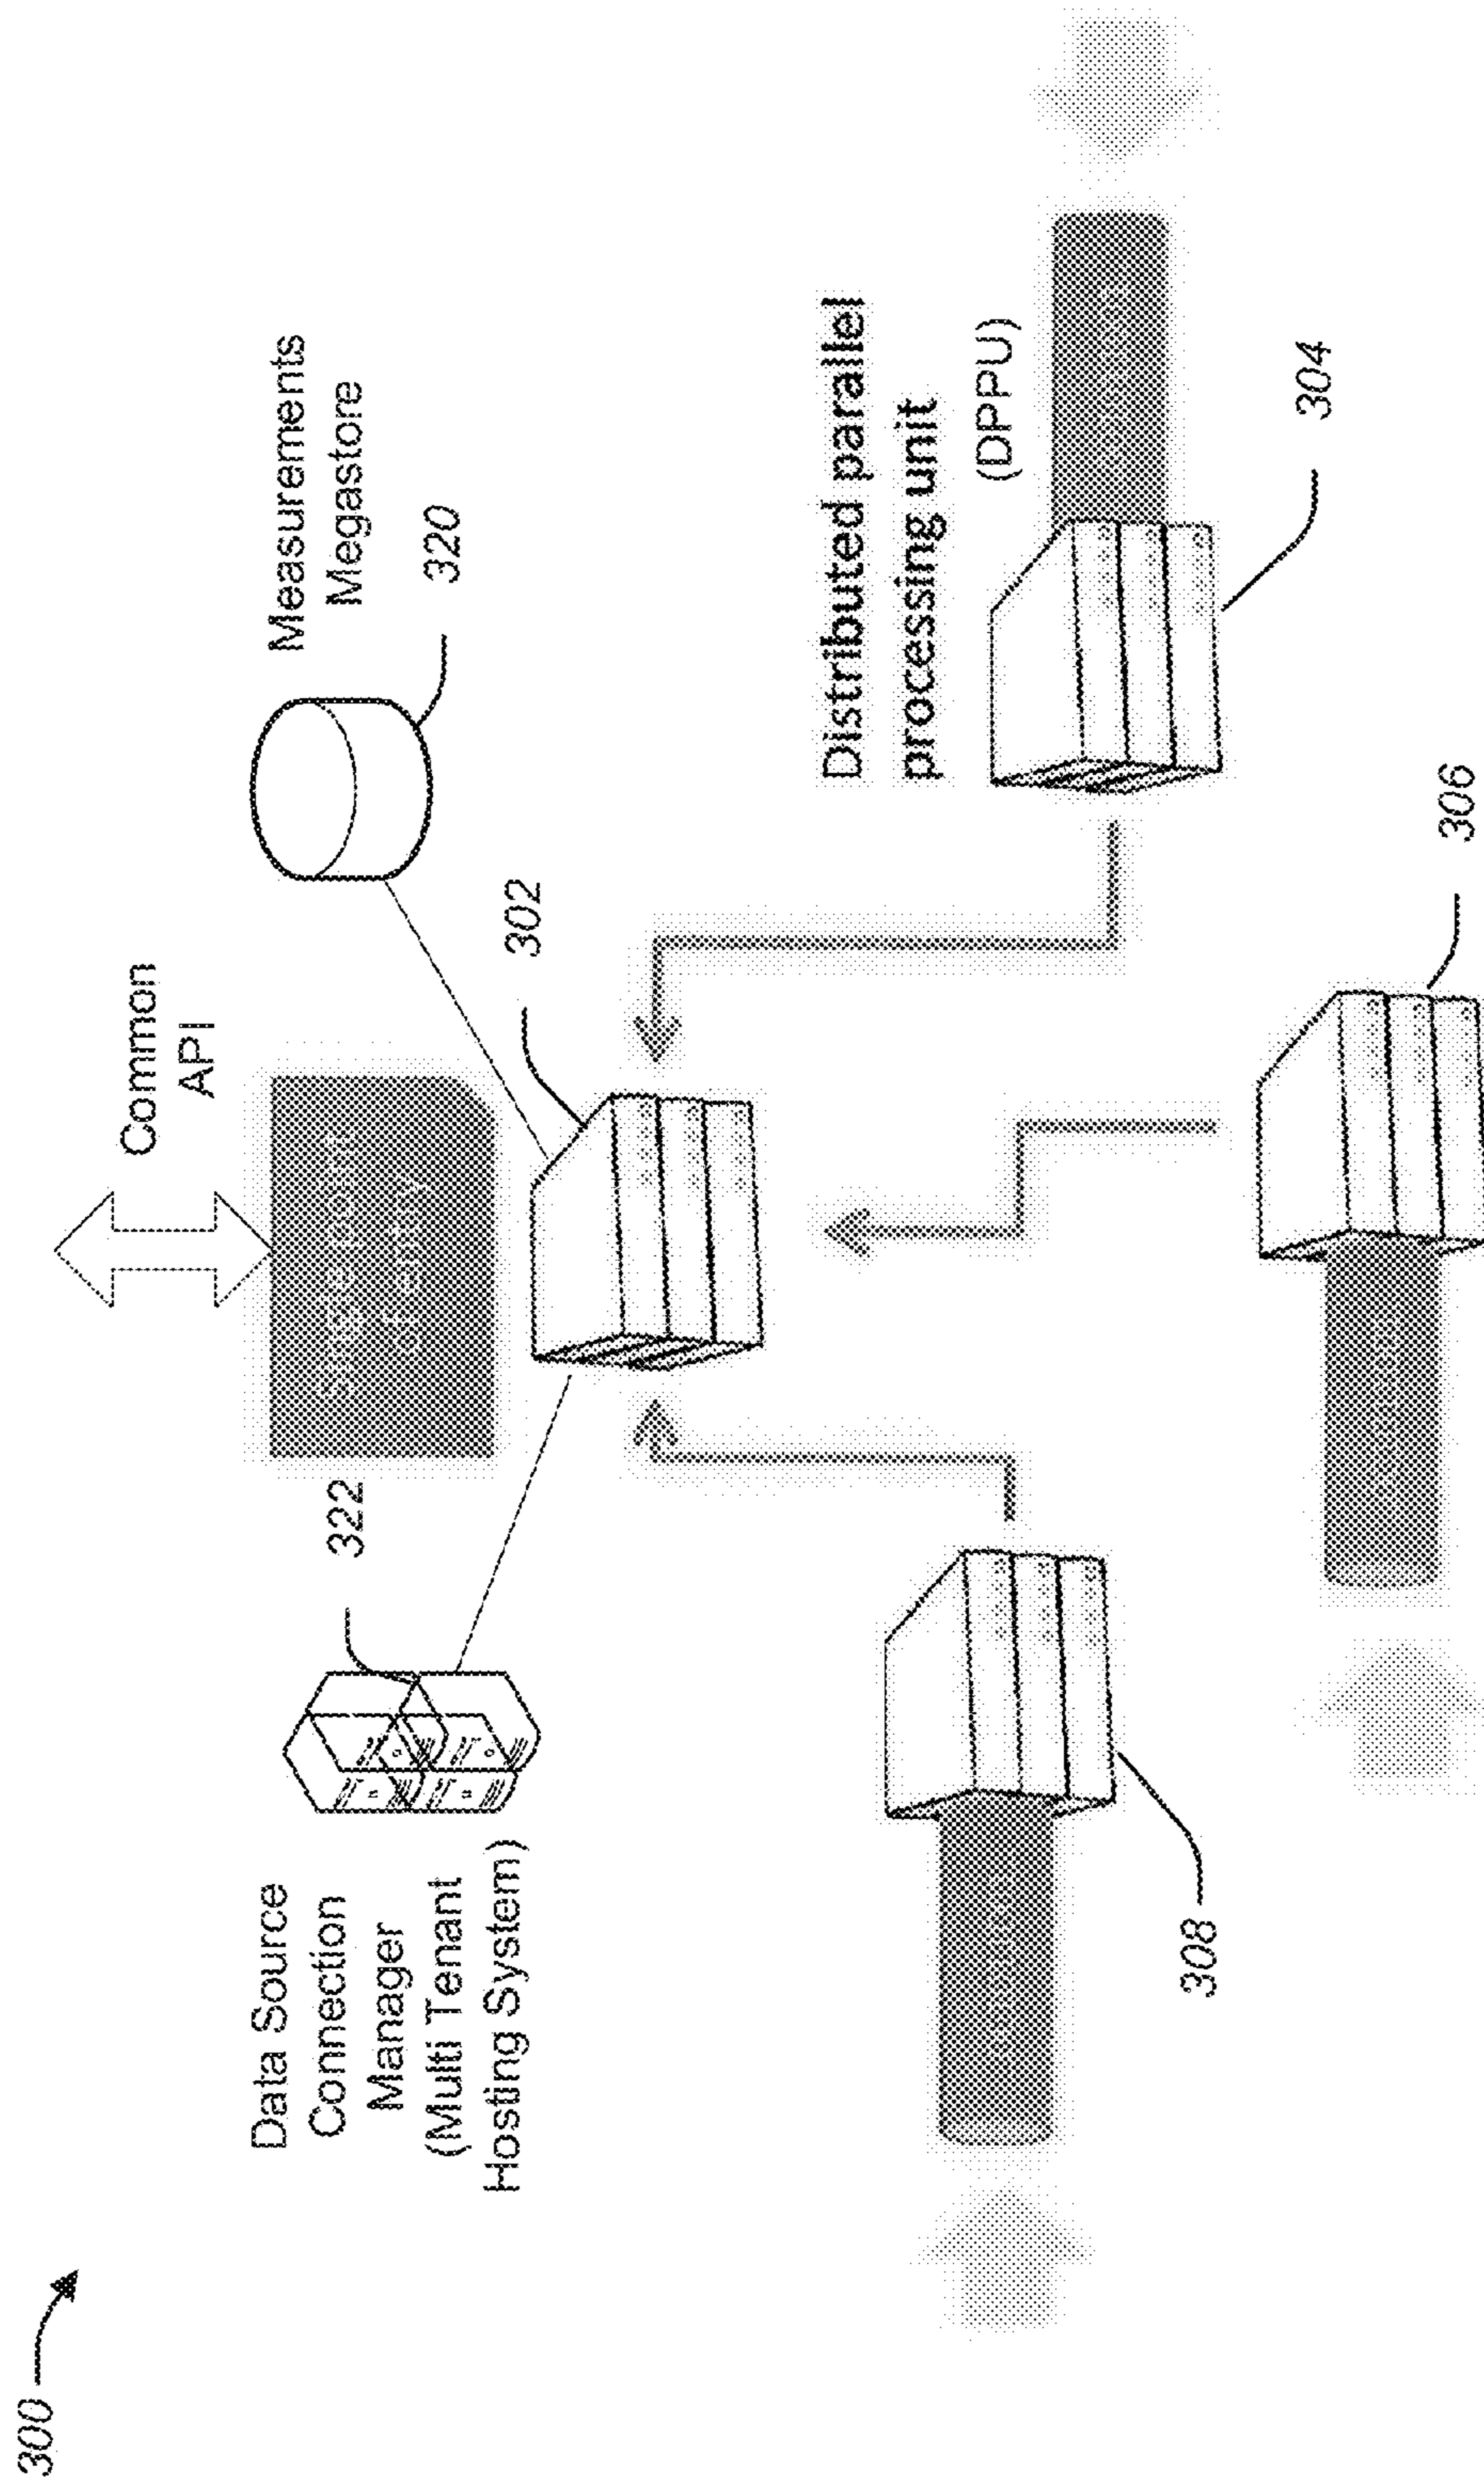 300
Common
API
Data Source
Connection
Manager
(Multi Tenant
Hosting System)
322
Measurements
Megastore
320
302
Distributed parallel
processing unit
(DPPU)
304
308
306